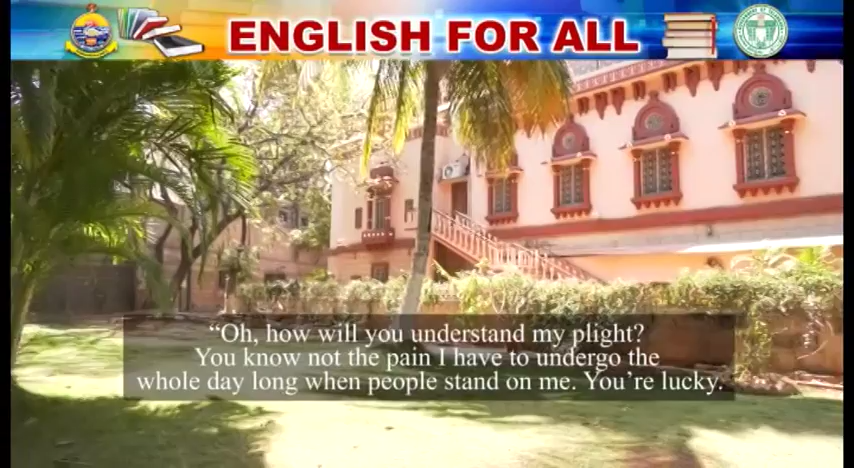 ENGLISH FOR ALL
“Oh, how will you understand my plight?
You know not the pain I have to undergo the
whole day long when people stand on me. You’re lucky.